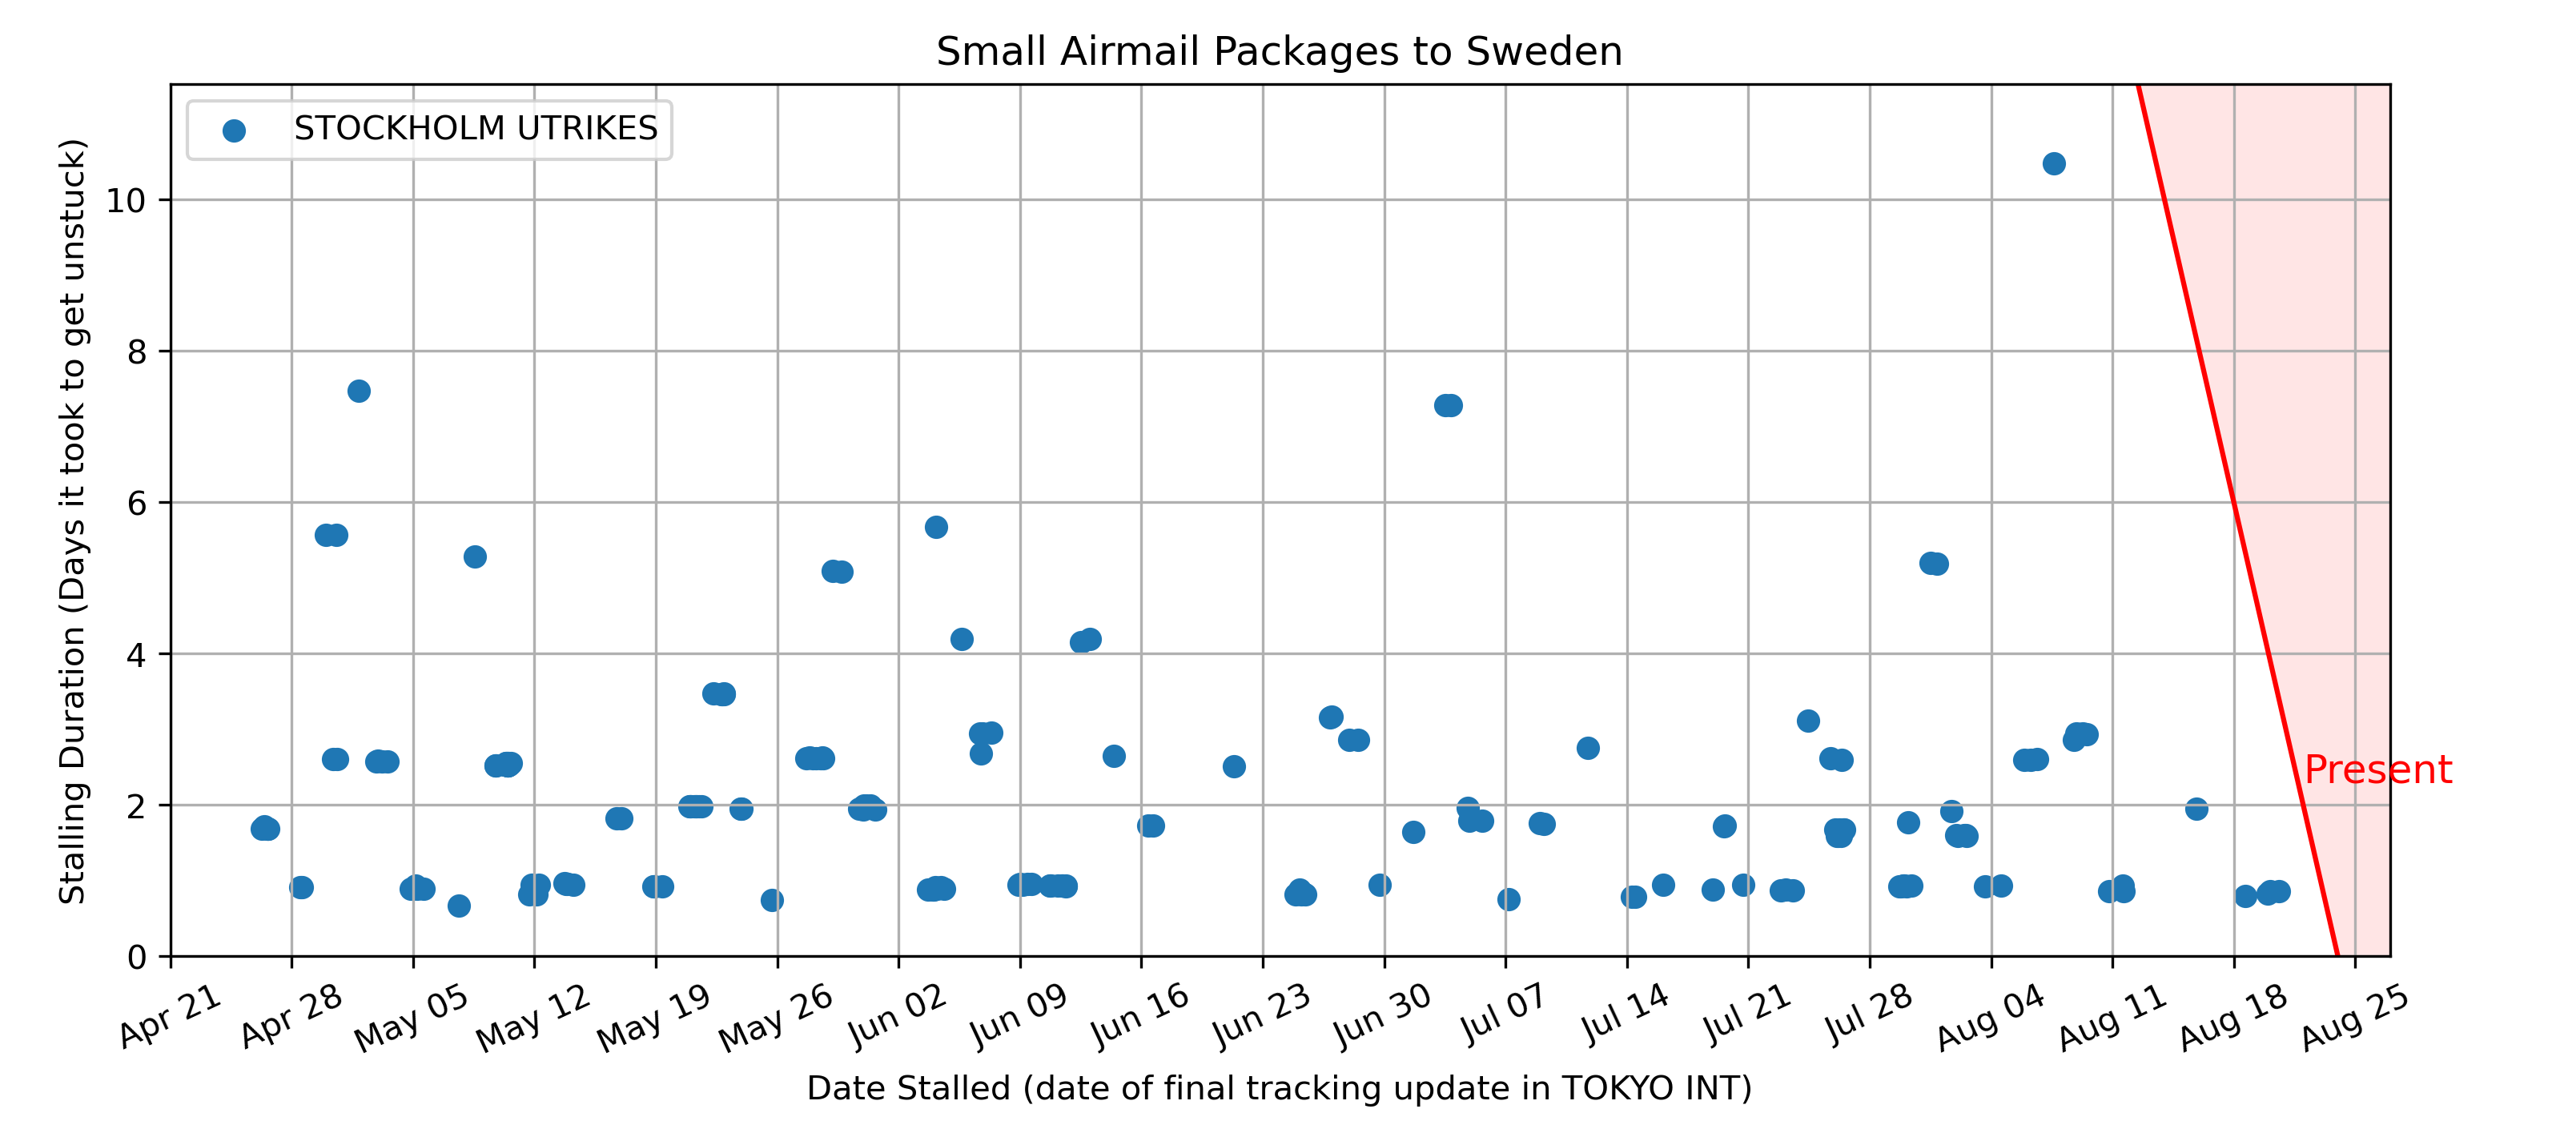 Small Airmail Packages to Sweden
STOCKHOLM UTRIKES
Stalling Duration (Days it took to get unstuck)
10
8
6
4
2
0
Present
Apr 21
Apr 28
May 05
May 12
May 19
May 26
Jun 02
Jun 09
Jun 16
Jun 23
Jun 30
Jul 07
Jul 14
Jul 21
Jul 28
Aug 04
Aug 11
Aug 18
Aug 25
Date Stalled (date of final tracking update in TOKYO INT)